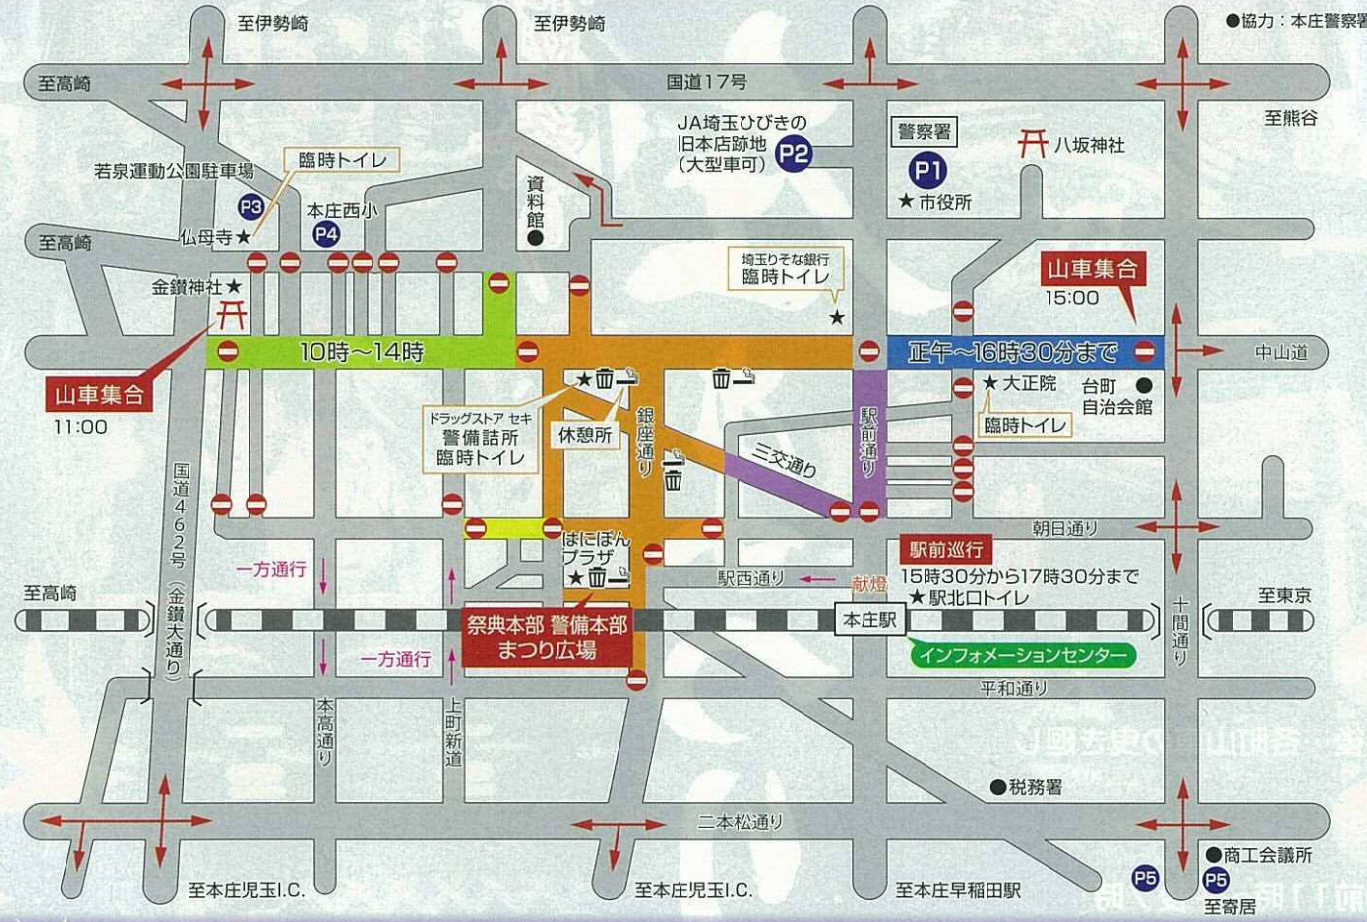 至伊勢崎
至伊勢崎
●協力：本庄警察署
至高崎
国道17号
至熊谷
JA埼玉ひびきの
旧本店跡地
（大型車可）
P2
警察署
P1
★市役所
八坂神社
若泉運動公園駐車場
臨時トイレ
P3
本庄西小
P4
資料館
至高崎
仏母寺★
埼玉りそな銀行
臨時トイレ
★
山車集合
15:00
金鑚神社★
10時〜14時
正午〜16時30分まで
中山道
山車集合
11:00
★大正院
台町
自治会館
臨時トイレ
ドラッグストア セキ
警備詰所
臨時トイレ
★
休憩所
銀座通り
三交通り
駅前通り
国道462号（金鑚大通り）
朝日通り
はにぽん
プラザ
★
駅前巡行
15時30分から17時30分まで
★駅北口トイレ
一方通行
駅西通り
献燈
至高崎
本庄駅
至東京
祭典本部 警備本部
まつり広場
インフォメーションセンター
十間通り
一方通行
平和通り
本高通り
上町新道
●税務署
二本松通り
●商工会議所
P5
P5
至本庄児玉I.C.
至本庄児玉I.C.
至本庄早稲田駅
至寄居